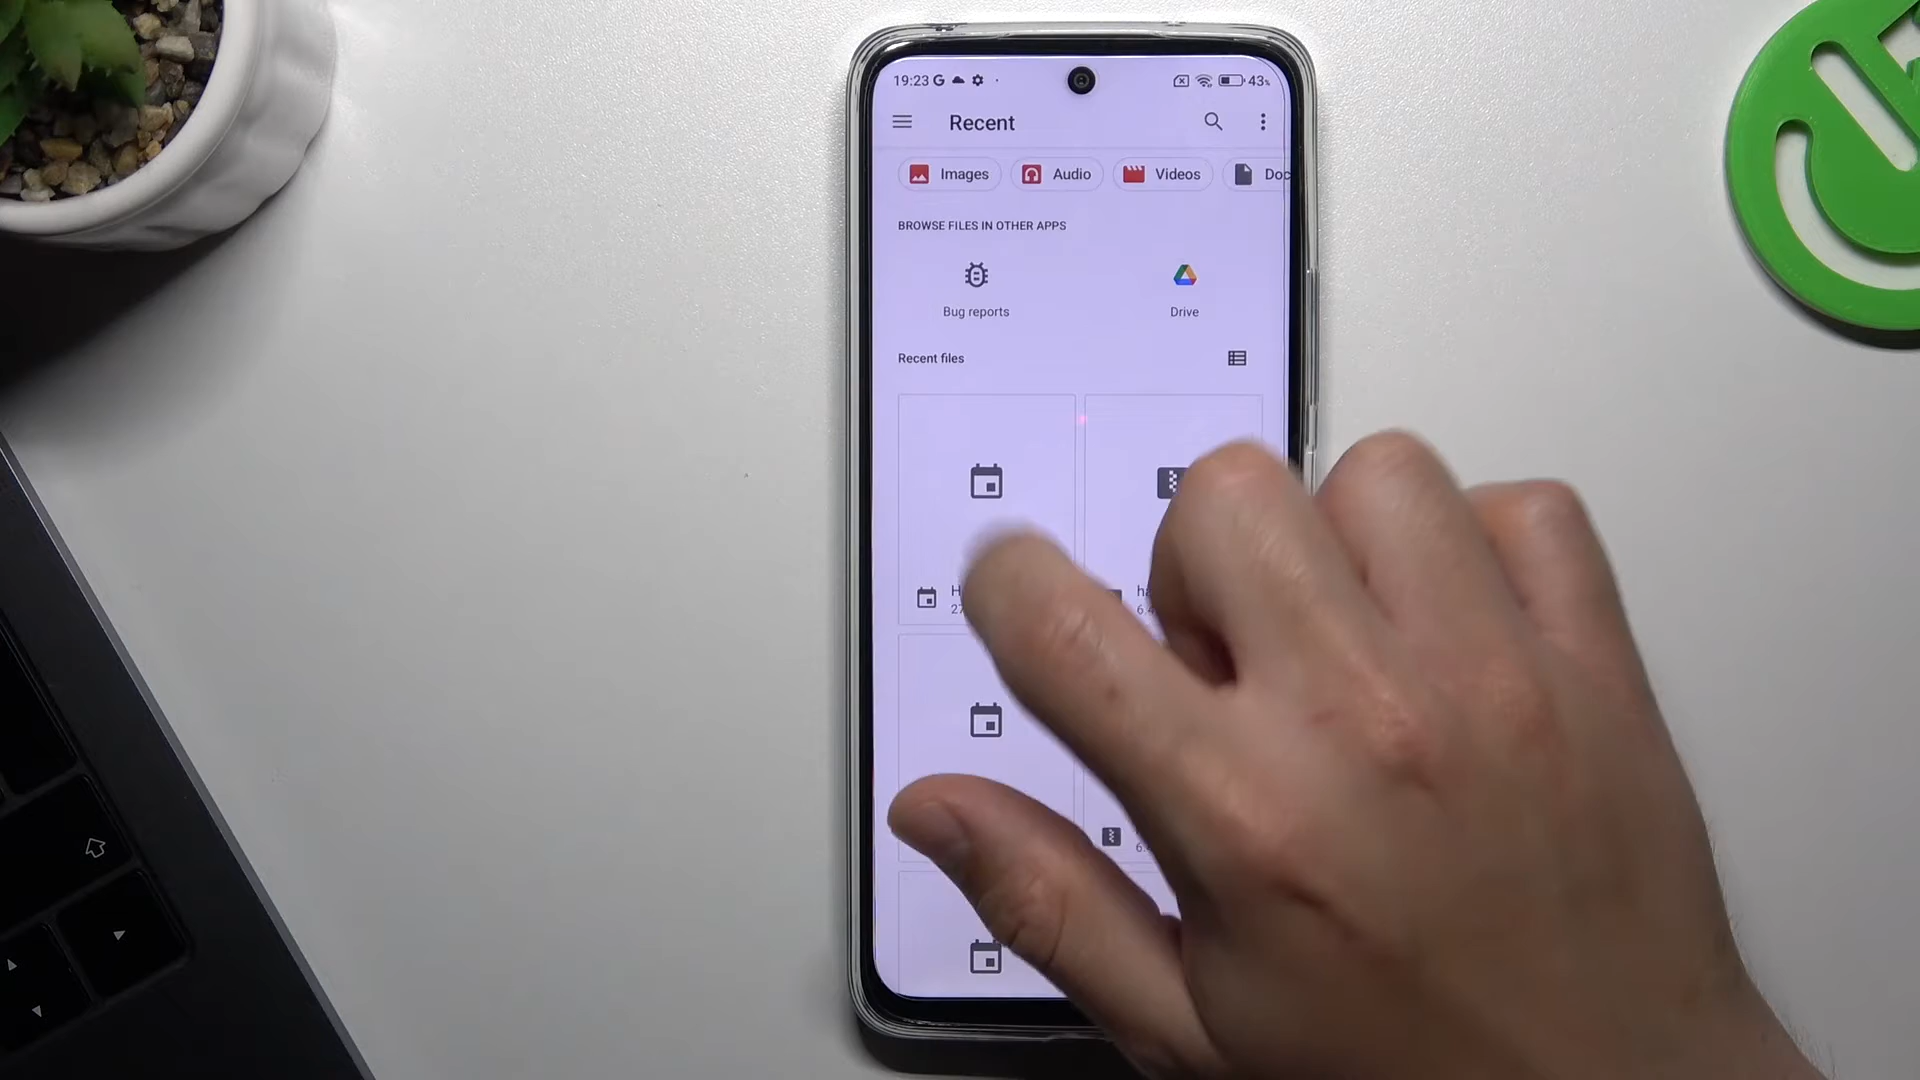 19:23 G 43%
Recent
Images Audio Videos Doc
BROWSE FILES IN OTHER APPS
Bug reports Drive
Recent files